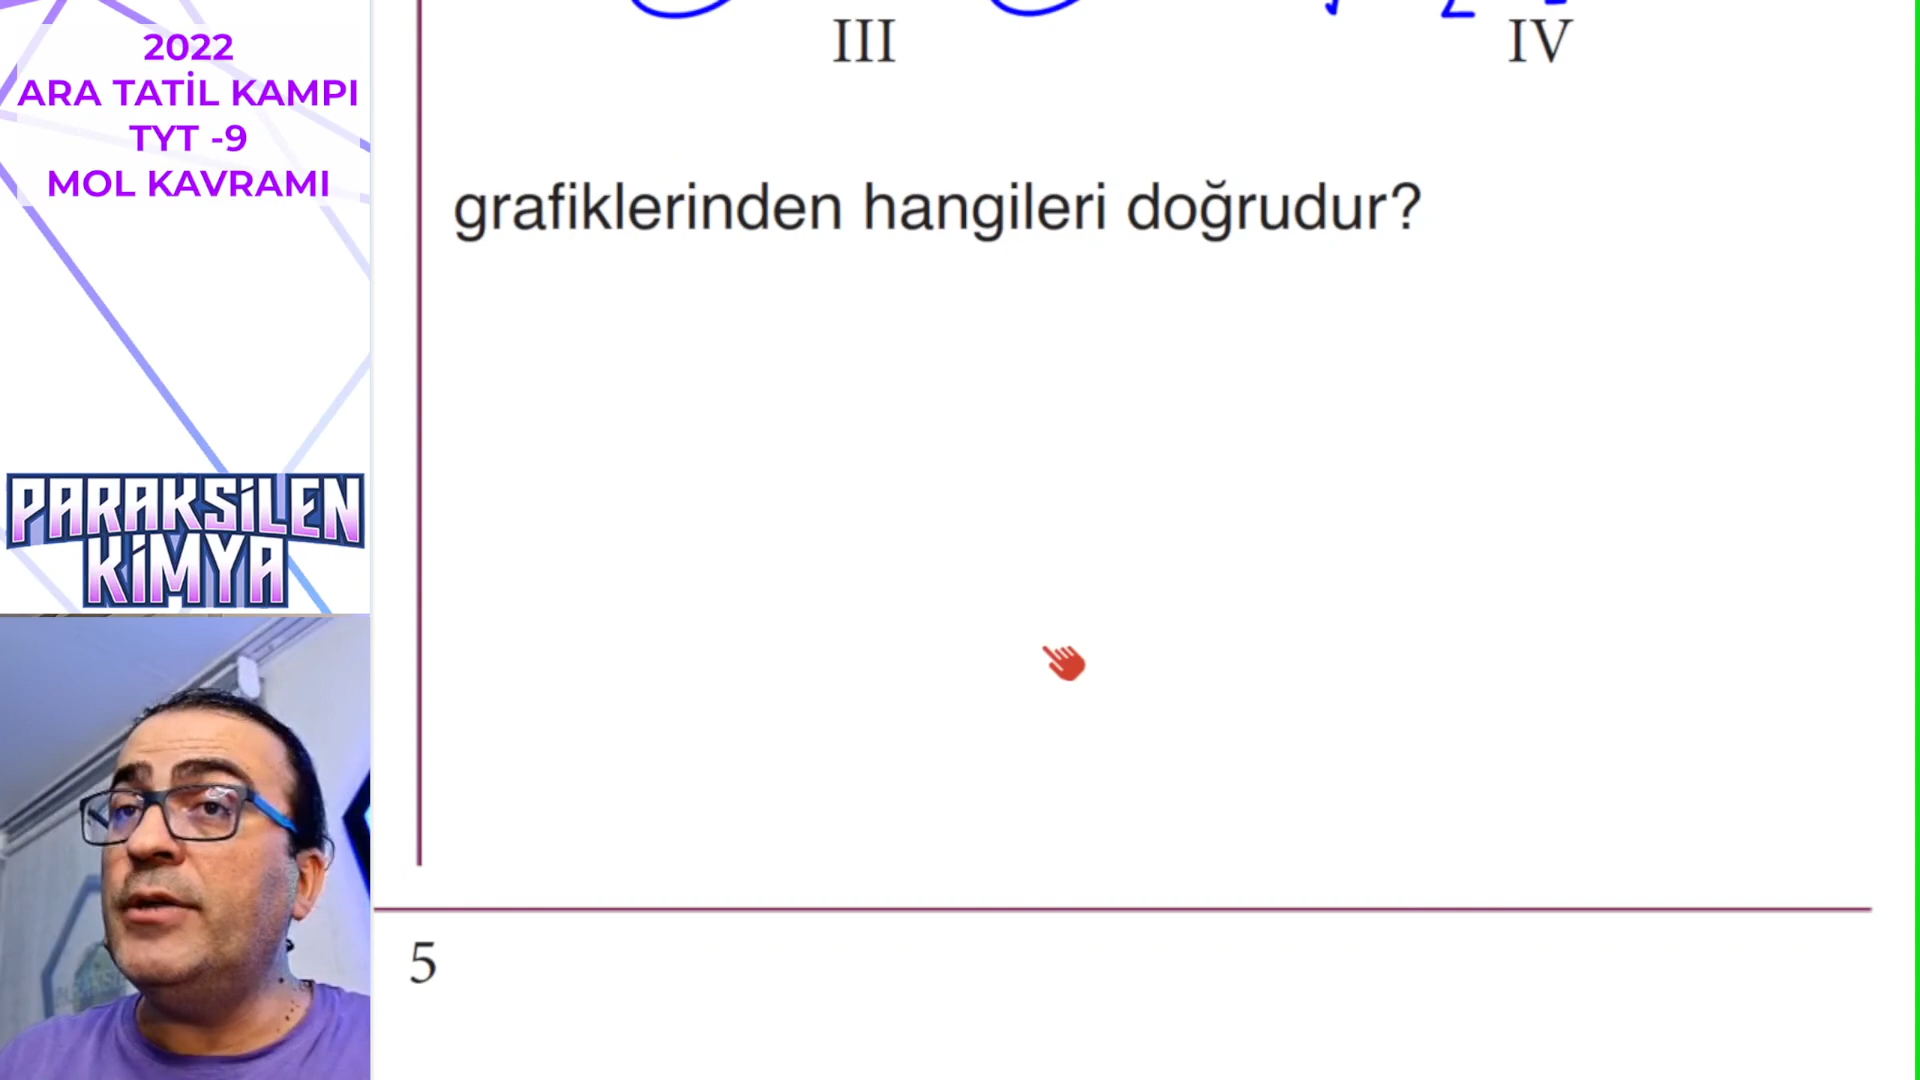 2022
ARA TATİL KAMPI
TYT -9
MOL KAVRAMI
PARAKSİLEN
KİMYA
III
IV
grafiklerinden hangileri doğrudur?
5